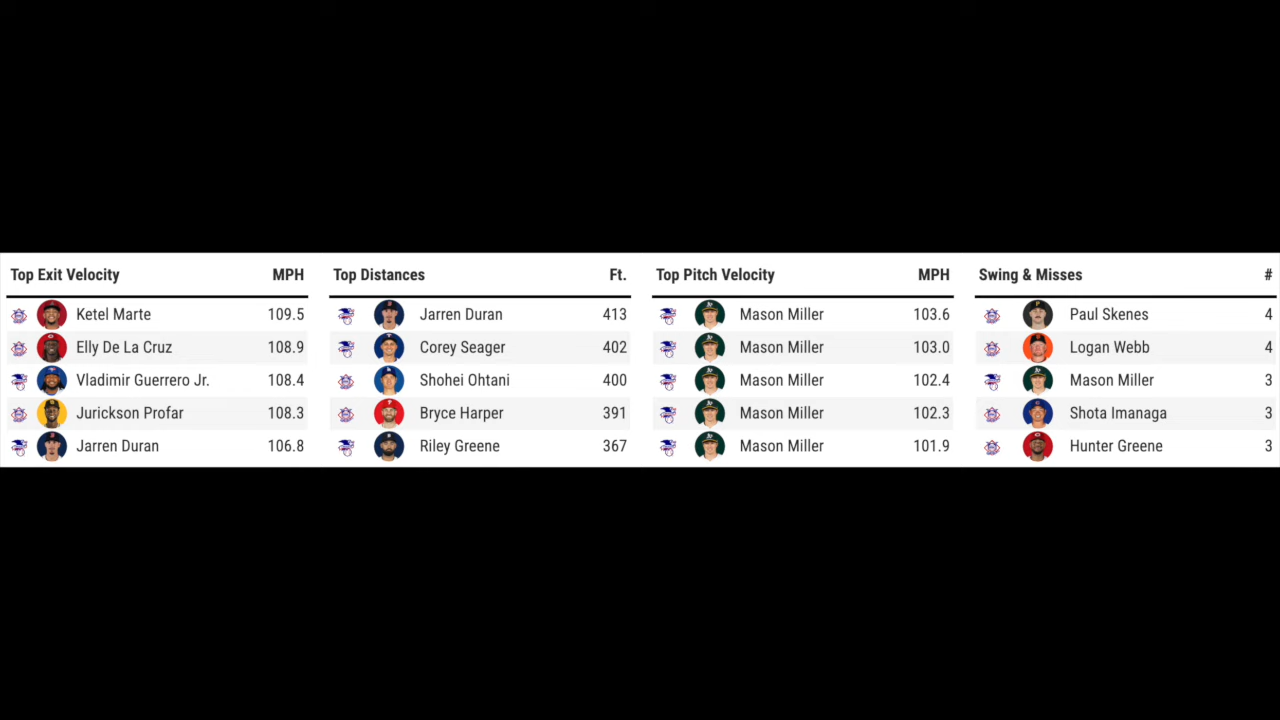 Top Exit Velocity MPH
Ketel Marte 109.5
Elly De La Cruz 108.9
Vladimir Guerrero Jr. 108.4
Jurickson Profar 108.3
Jarren Duran 106.8
Top Distances Ft.
Jarren Duran 413
Corey Seager 402
Shohei Ohtani 400
Bryce Harper 391
Riley Greene 367
Top Pitch Velocity MPH
Mason Miller 103.6
Mason Miller 103.0
Mason Miller 102.4
Mason Miller 102.3
Mason Miller 101.9
Swing & Misses #
Paul Skenes 4
Logan Webb 4
Mason Miller 3
Shota Imanaga 3
Hunter Greene 3